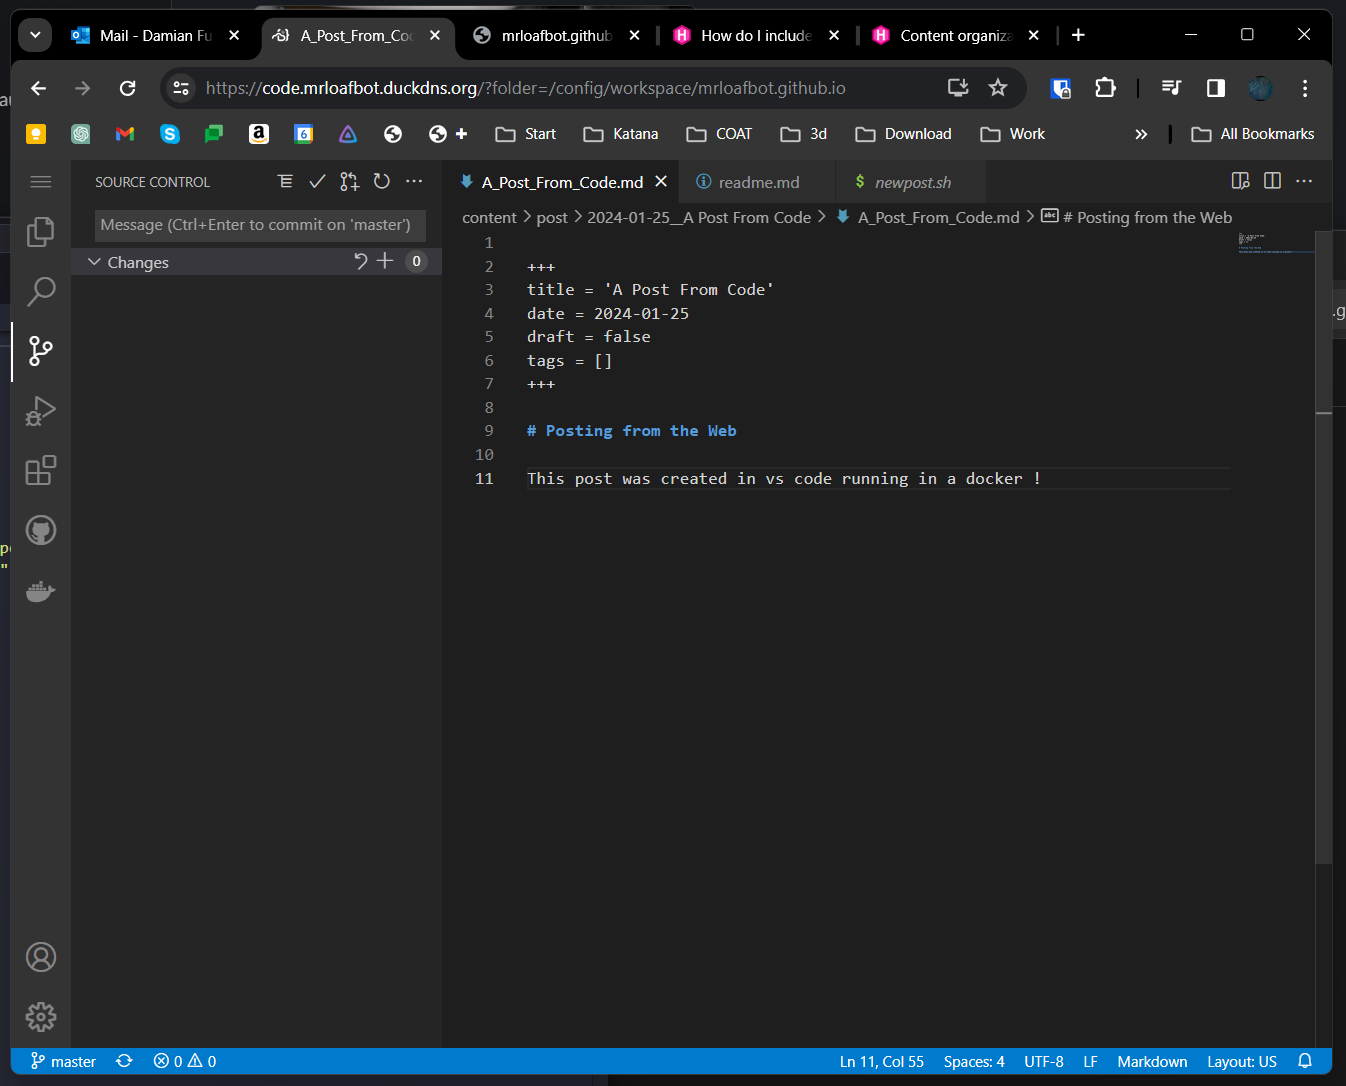 Mail - Damian Fu
A_Post_From_Co
mrloafbot.github
How do I include
Content organiza
https://code.mrloafbot.duckdns.org/?folder=/config/workspace/mrloafbot.github.io
Start
Katana
COAT
3d
Download
Work
All Bookmarks
SOURCE CONTROL
Message (Ctrl+Enter to commit on 'master')
Changes
0
A_Post_From_Code.md
readme.md
$ newpost.sh
content > post > 2024-01-25__A Post From Code > A_Post_From_Code.md > abc # Posting from the Web
1
2 +++
3 title = 'A Post From Code'
4 date = 2024-01-25
5 draft = false
6 tags = []
7 +++
8
9 # Posting from the Web
10
11 This post was created in vs code running in a docker !
master
0
0
Ln 11, Col 55
Spaces: 4
UTF-8
LF
Markdown
Layout: US